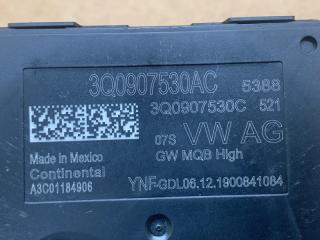 3Q0907530AC 5388
3Q0907530C 521
07S VW AG
GW MQB High
Made in Mexico
Continental
A3C01184906
YNF-GDL06.12.1900841084